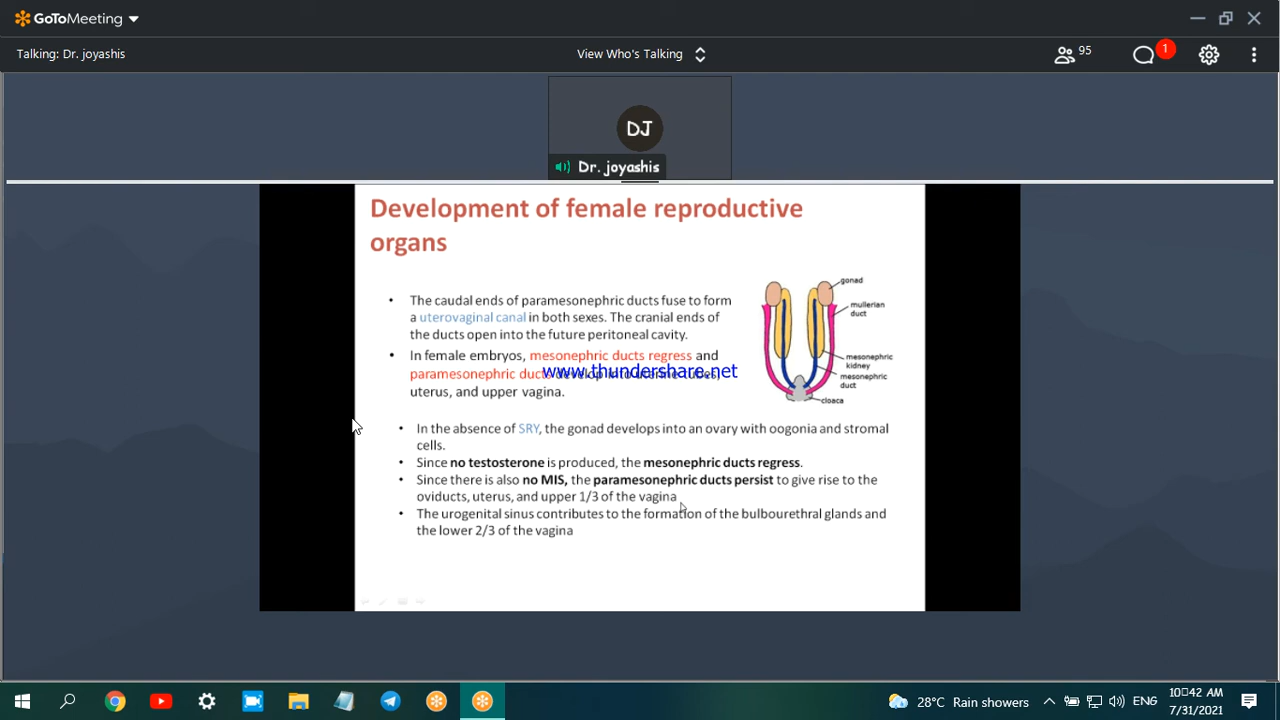 GoToMeeting
Talking: Dr. joyashis
View Who's Talking
95
1
DJ
Dr. joyashis
Development of female reproductive
organs
• The caudal ends of paramesonephric ducts fuse to form
a uterovaginal canal in both sexes. The cranial ends of
the ducts open into the future peritoneal cavity.
• In female embryos, mesonephric ducts regress and
paramesonephric ducts develop into uterine tubes,
uterus, and upper vagina.
www.thundershare.net
gonad
mullerian
duct
mesonephric
kidney
mesonephric
duct
cloaca
• In the absence of SRY, the gonad develops into an ovary with oogonia and stromal
cells.
• Since no testosterone is produced, the mesonephric ducts regress.
• Since there is also no MIS, the paramesonephric ducts persist to give rise to the
oviducts, uterus, and upper 1/3 of the vagina
• The urogenital sinus contributes to the formation of the bulbourethral glands and
the lower 2/3 of the vagina
28°C Rain showers
ENG
10:42 AM
7/31/2021